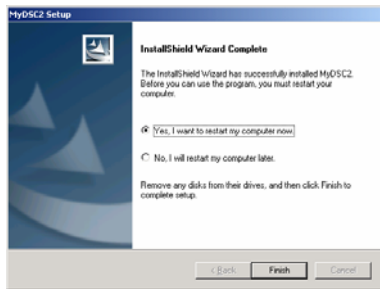 MyDSC2 Setup
InstallShield Wizard Complete
The InstallShield Wizard has successfully installed MyDSC2.
Before you can use the program, you must restart your
computer.
Yes, I want to restart my computer now.
No, I will restart my computer later.
Remove any disks from their drives, and then click Finish to
complete setup.
< Back
Finish
Cancel